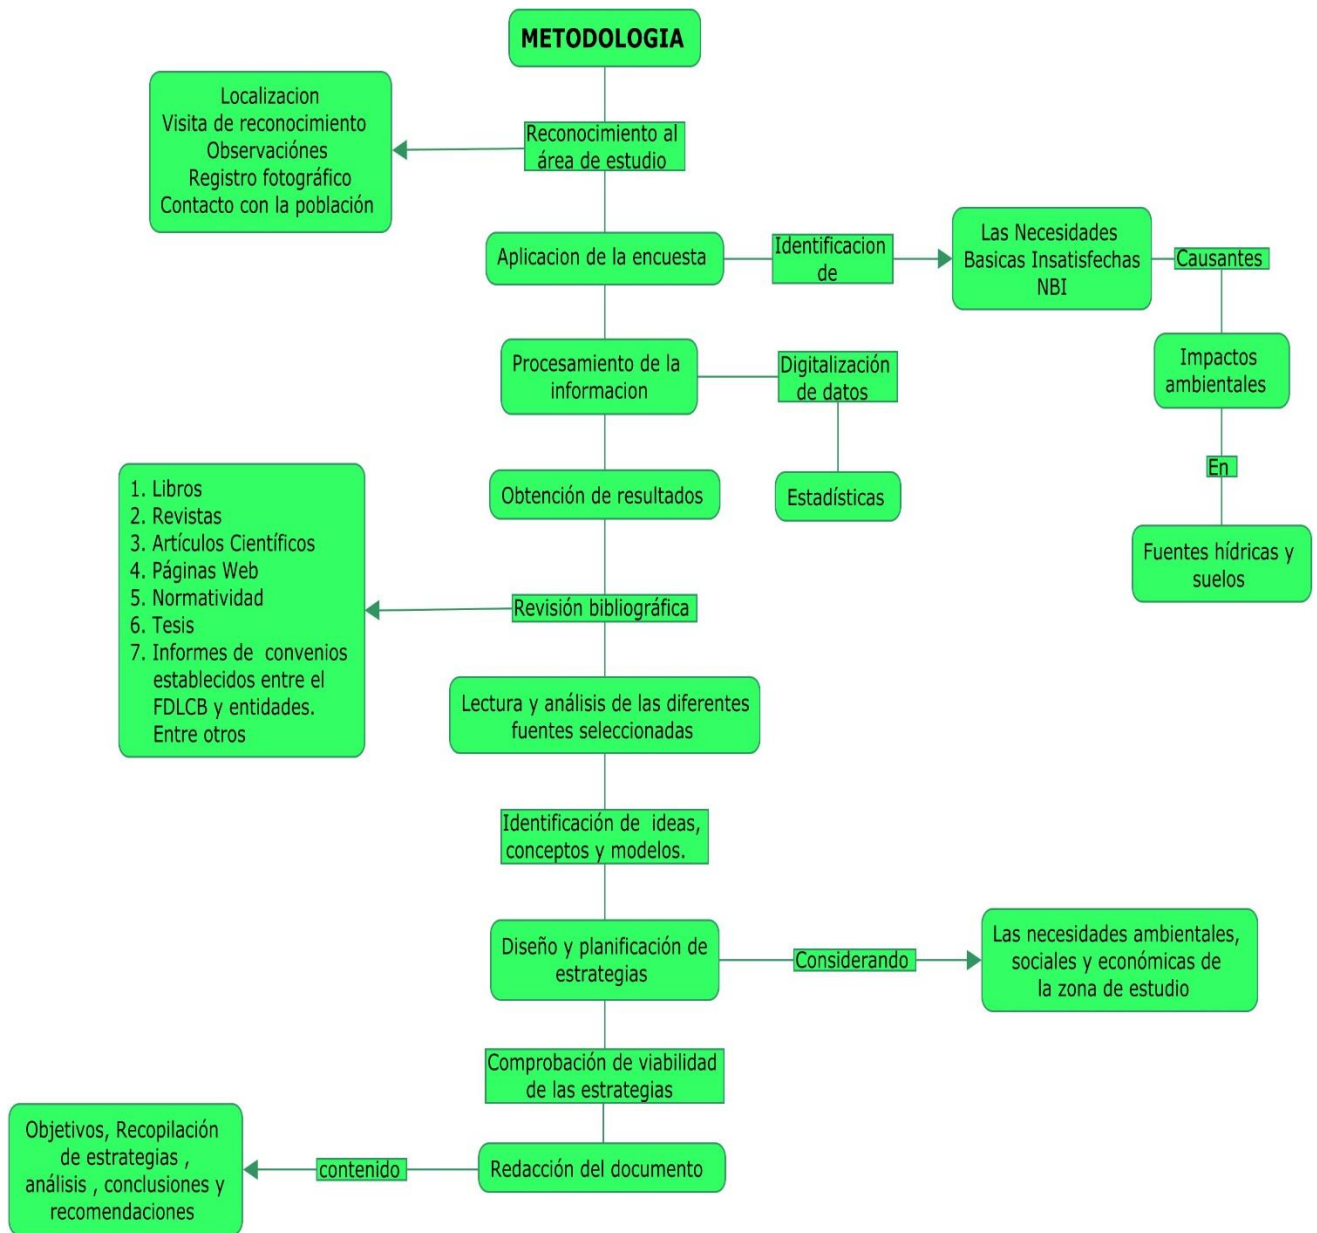 METODOLOGIA
Localizacion
Visita de reconocimiento
Observaciónes
Registro fotográfico
Contacto con la población
Reconocimiento al
área de estudio
Aplicacion de la encuesta
Identificacion
de
Las Necesidades
Basicas Insatisfechas
NBI
Causantes
Impactos
ambientales
En
Fuentes hídricas y
suelos
Procesamiento de la
informacion
Digitalización
de datos
Estadísticas
Obtención de resultados
1. Libros
2. Revistas
3. Artículos Científicos
4. Páginas Web
5. Normatividad
6. Tesis
7. Informes de convenios
establecidos entre el
FDLCB y entidades.
Entre otros
Revisión bibliográfica
Lectura y análisis de las diferentes
fuentes seleccionadas
Identificación de ideas,
conceptos y modelos.
Diseño y planificación de
estrategias
Considerando
Las necesidades ambientales,
sociales y económicas de
la zona de estudio
Comprobación de viabilidad
de las estrategias
Redacción del documento
contenido
Objetivos, Recopilación
de estrategias ,
análisis , conclusiones y
recomendaciones